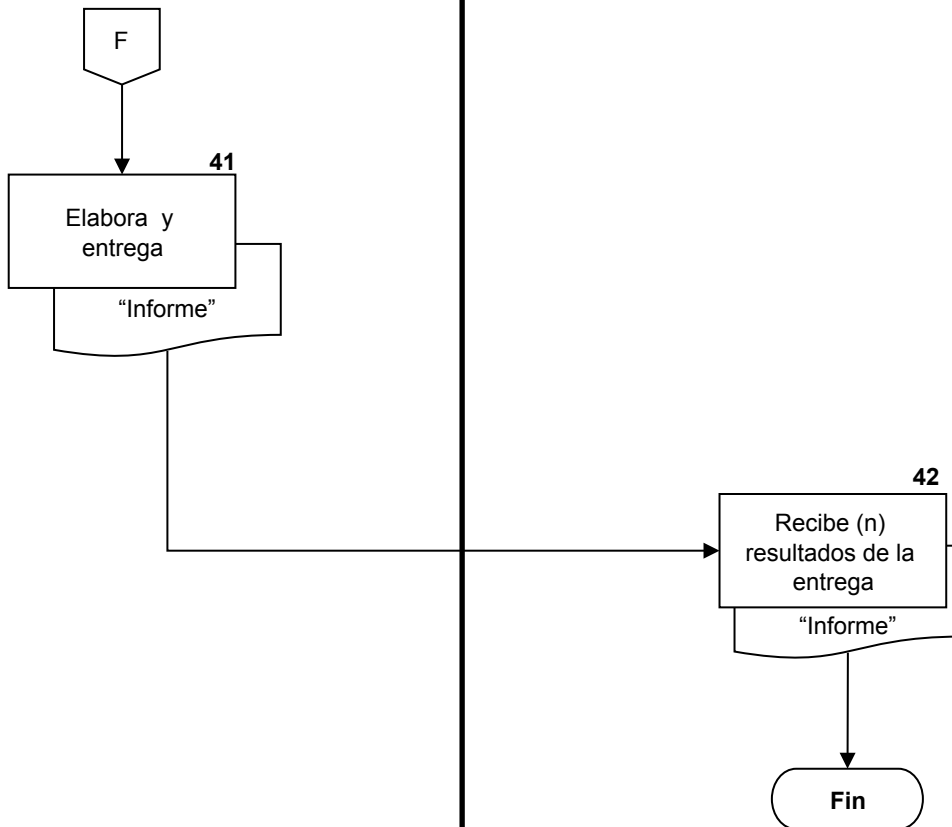 F
41
Elabora y
entrega
“Informe”
42
Recibe (n)
resultados de la
entrega
“Informe”
Fin